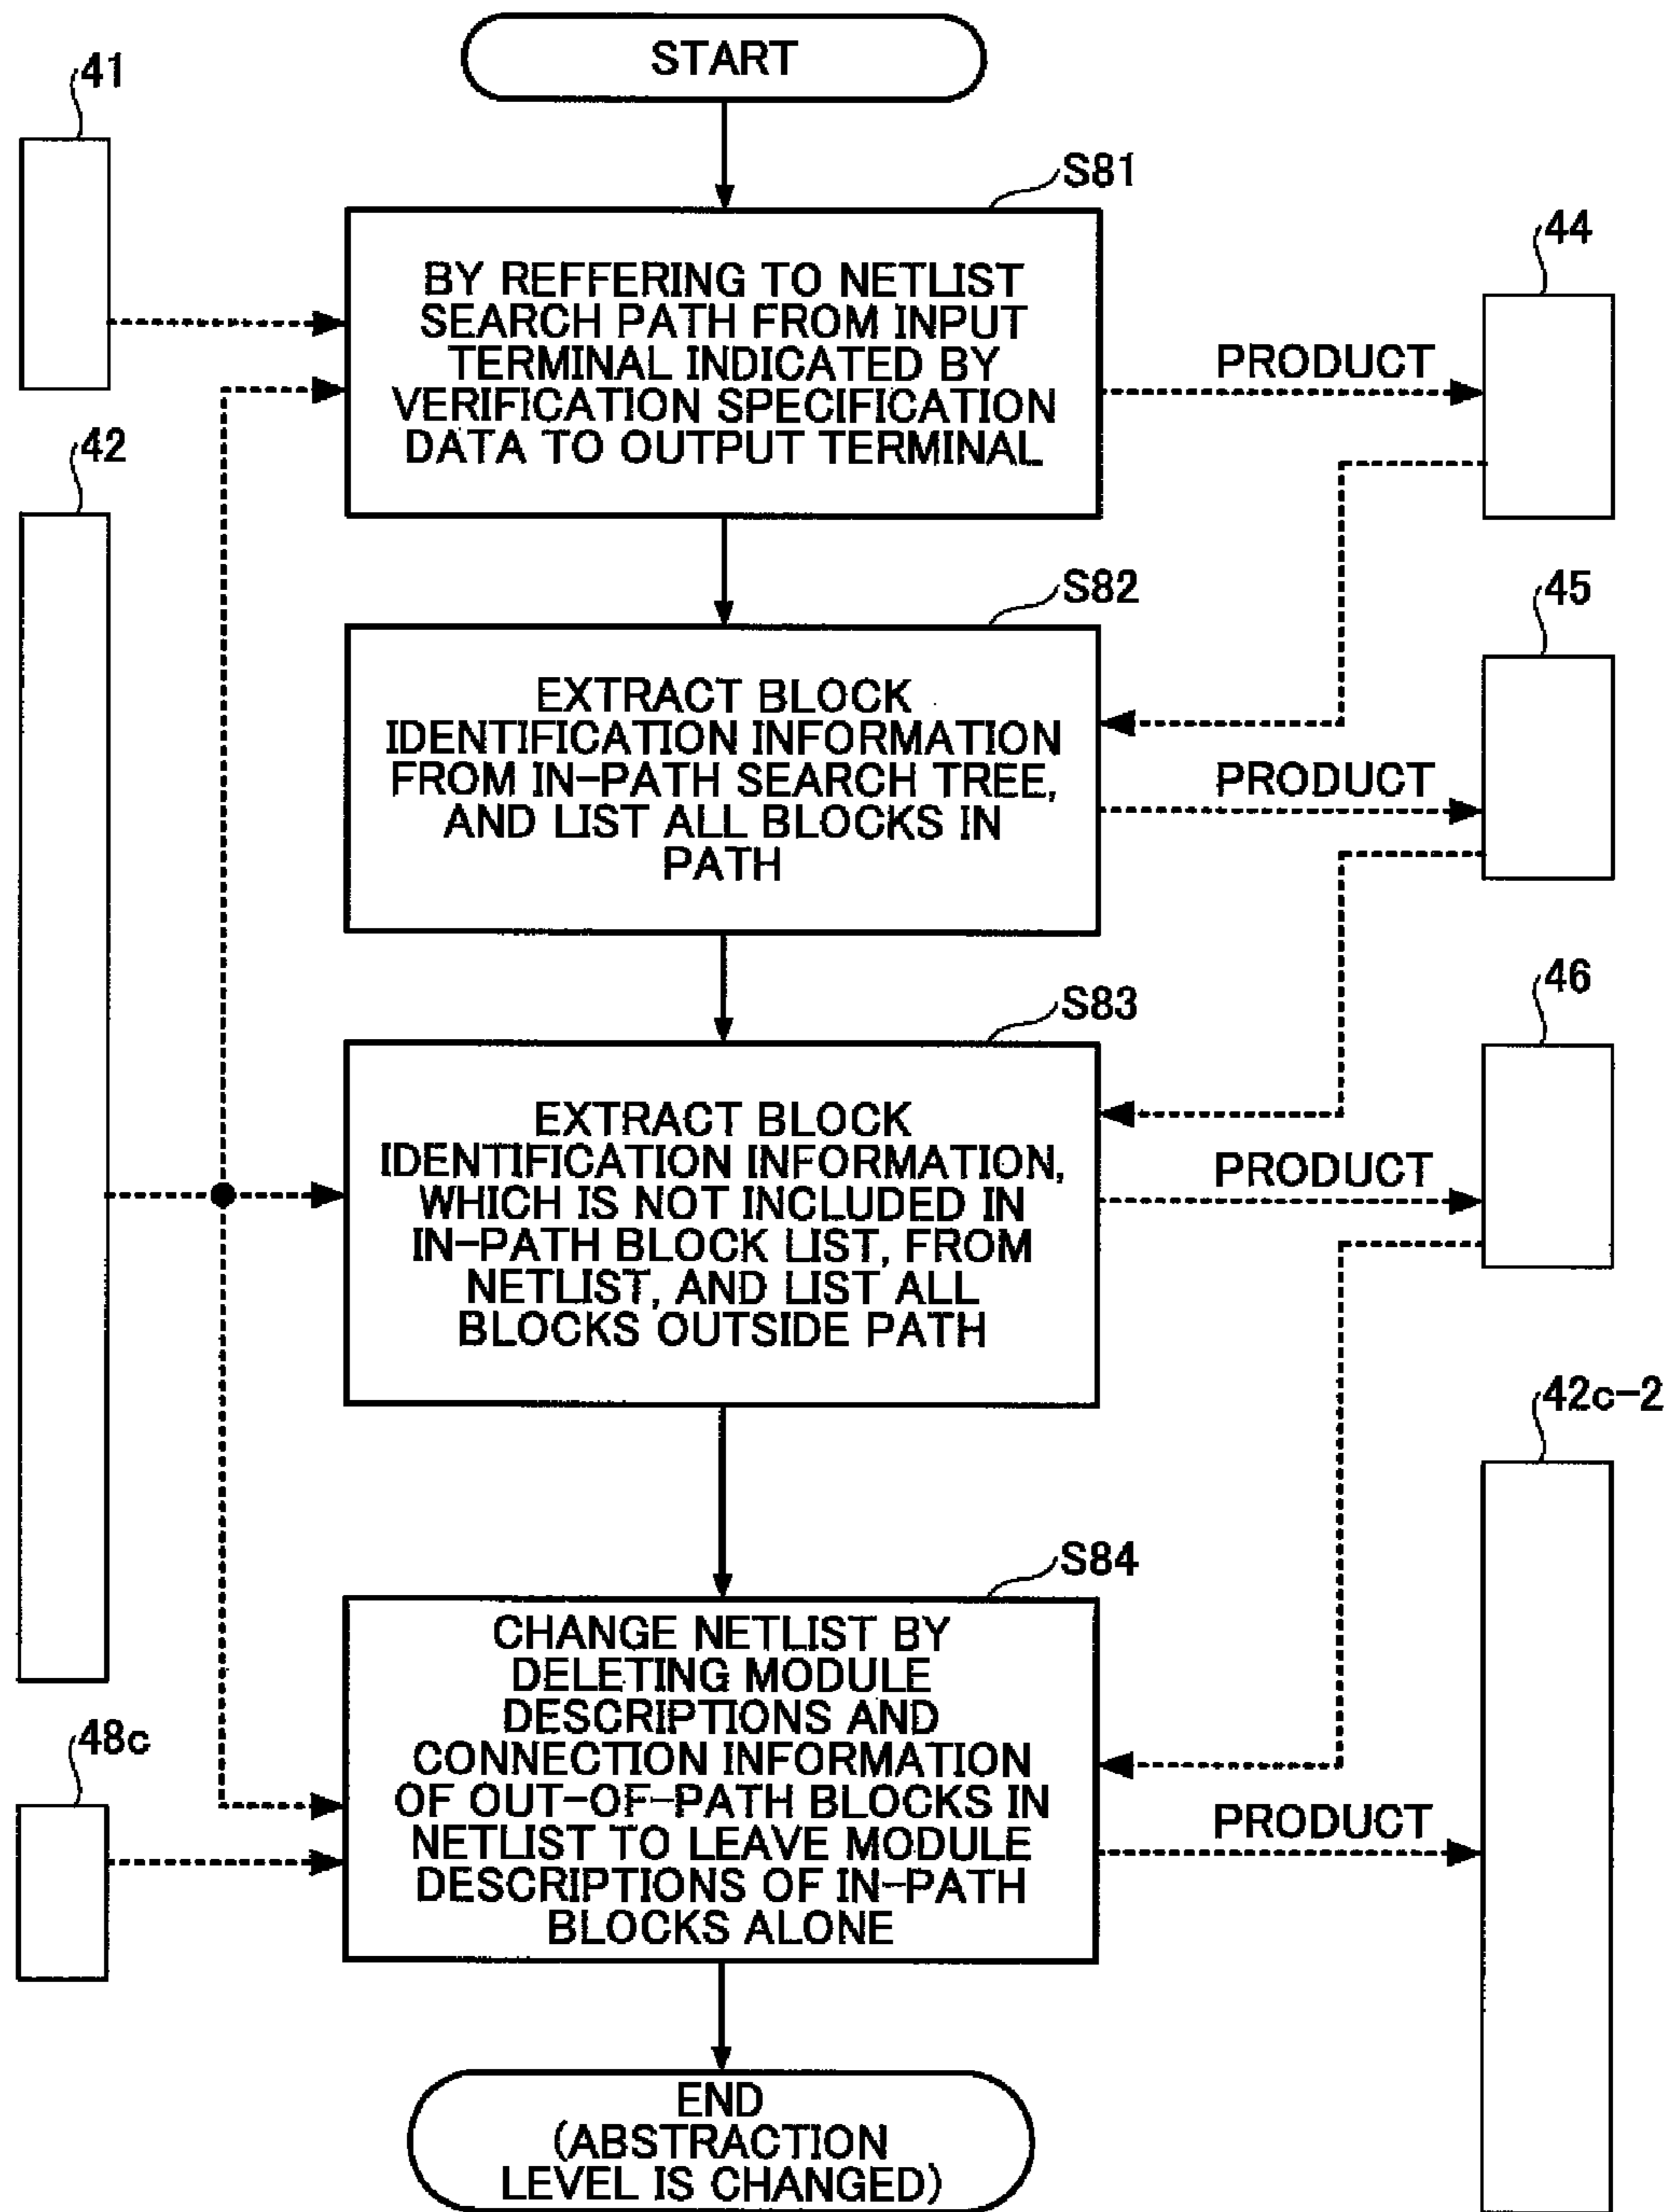 START
41
S81
BY REFFERING TO NETLIST
SEARCH PATH FROM INPUT
TERMINAL INDICATED BY
VERIFICATION SPECIFICATION
DATA TO OUTPUT TERMINAL
44
PRODUCT
42
S82
EXTRACT BLOCK
IDENTIFICATION INFORMATION
FROM IN-PATH SEARCH TREE,
AND LIST ALL BLOCKS IN
PATH
45
PRODUCT
S83
EXTRACT BLOCK
IDENTIFICATION INFORMATION,
WHICH IS NOT INCLUDED IN
IN-PATH BLOCK LIST, FROM
NETLIST, AND LIST ALL
BLOCKS OUTSIDE PATH
46
PRODUCT
42c-2
S84
CHANGE NETLIST BY
DELETING MODULE
DESCRIPTIONS AND
CONNECTION INFORMATION
OF OUT-OF-PATH BLOCKS IN
NETLIST TO LEAVE MODULE
DESCRIPTIONS OF IN-PATH
BLOCKS ALONE
48c
PRODUCT
END
(ABSTRACTION
LEVEL IS CHANGED)